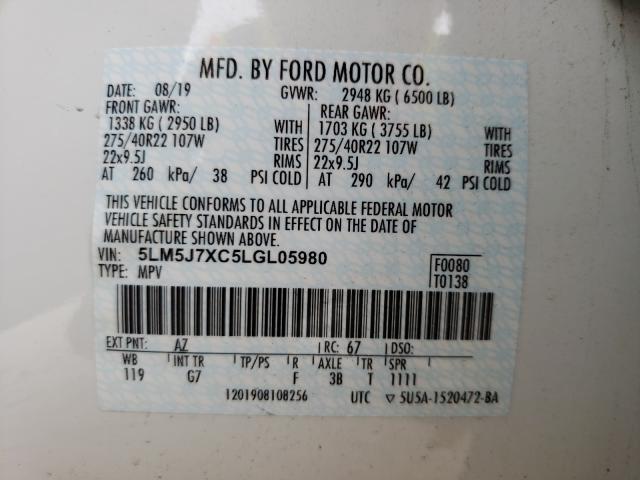 MFD. BY FORD MOTOR CO.
DATE: 08/19 GVWR: 2948 KG ( 6500 LB)
FRONT GAWR: REAR GAWR:
1338 KG ( 2950 LB) WITH 1703 KG ( 3755 LB) WITH
275/40R22 107W TIRES 275/40R22 107W TIRES
22x9.5J RIMS 22x9.5J RIMS
AT 260 kPa/ 38 PSI COLD AT 290 kPa/ 42 PSI COLD
THIS VEHICLE CONFORMS TO ALL APPLICABLE FEDERAL MOTOR
VEHICLE SAFETY STANDARDS IN EFFECT ON THE DATE OF
MANUFACTURE SHOWN ABOVE.
VIN: 5LM5J7XC5LGL05980 F0080
TYPE: MPV T0138
EXT PNT: AZ RC: 67 DSO:
WB INT TR TP/PS R AXLE TR SPR
119 G7 F 3B T 1111
1201908108256 UTC ▽ 5U5A-1520472-BA